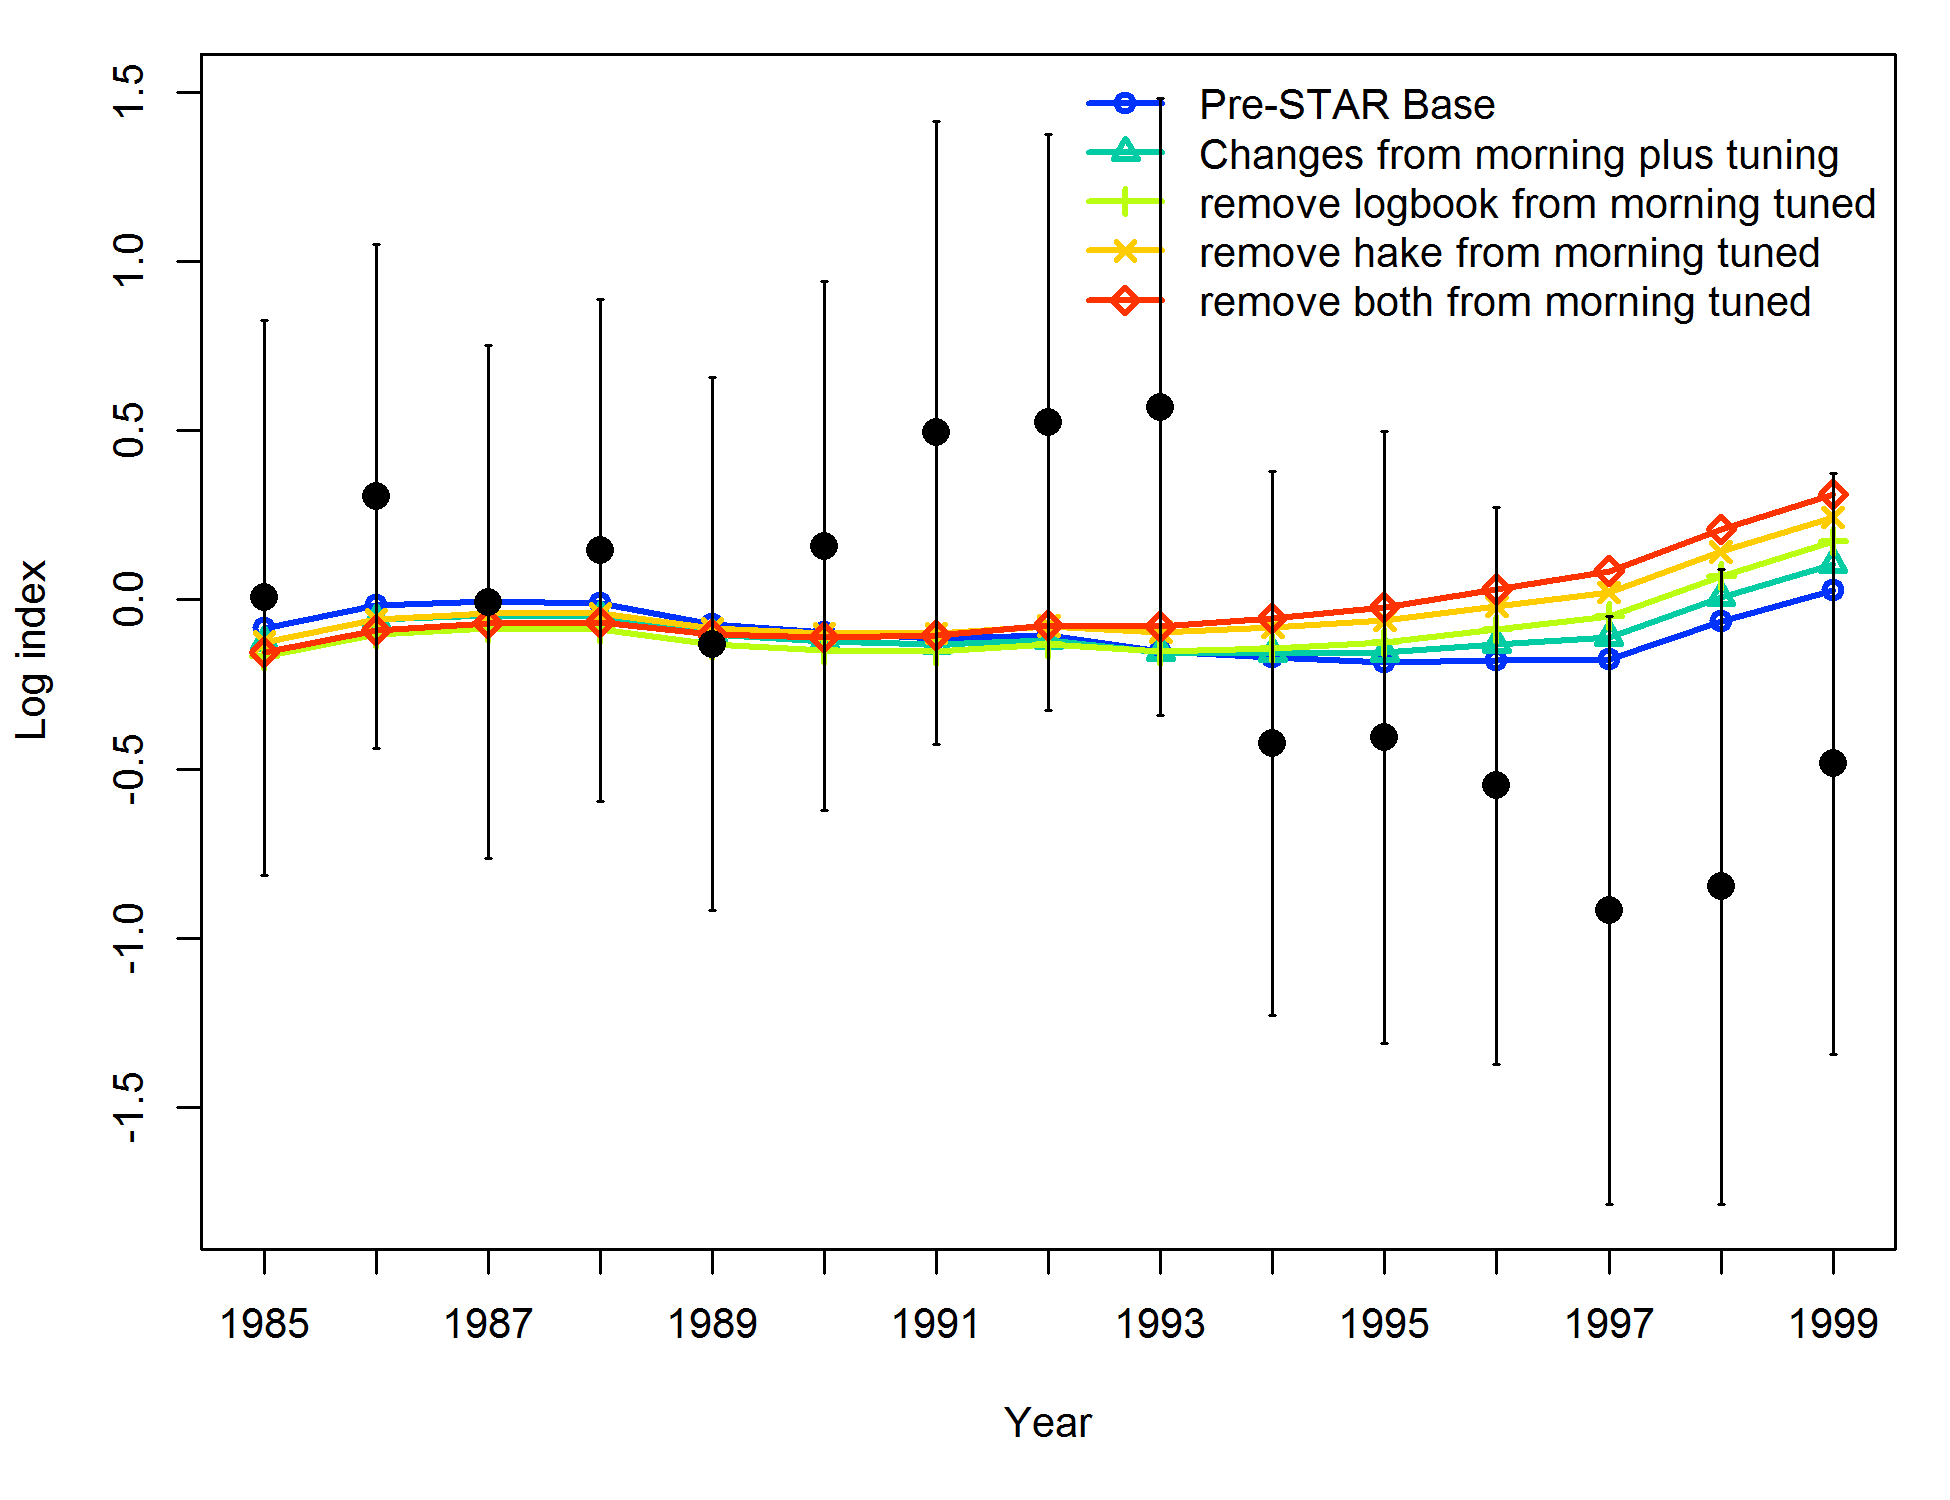 Pre-STAR Base
Changes from morning plus tuning
remove logbook from morning tuned
remove hake from morning tuned
remove both from morning tuned
Log index
1.5
1.0
0.5
0.0
-0.5
-1.0
-1.5
1985 1987 1989 1991 1993 1995 1997 1999
Year